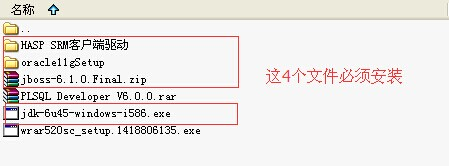 名称
..
HASP SRM客户端驱动
oracle11gSetup
jboss-6.1.0.Final.zip
这4个文件必须安装
PLSQL Developer V6.0.0.rar
jdk-6u45-windows-i586.exe
wrar520sc_setup.1418806135.exe